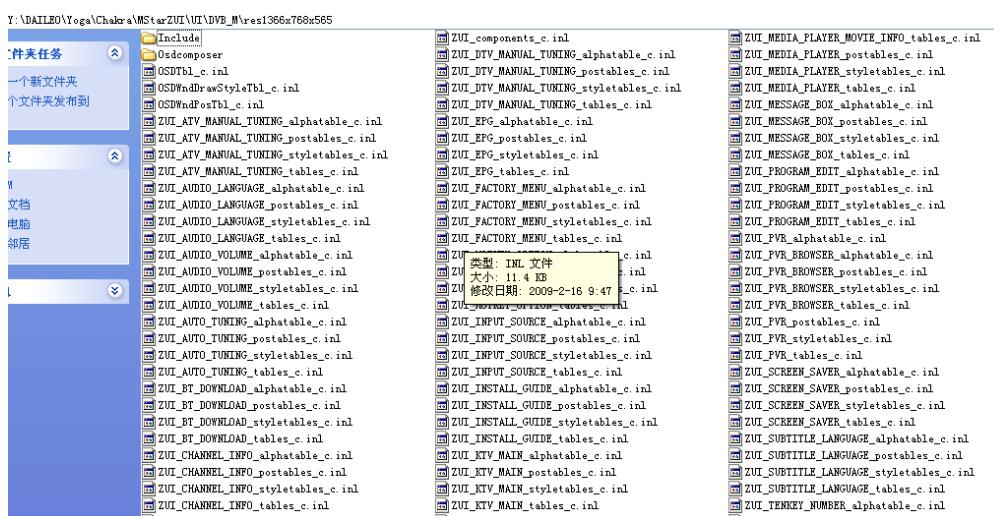 Y:\DAILEO\Yoga\Chakra\MStarZUI\UI\DVB_M\res1366x768x565
件夹任务
一个新文件夹
个文件夹发布到
文档
电脑
邻居
Include
Osdcomposer
OSDTbl_c.inl
OSDWndDrawStyleTbl_c.inl
OSDWndPosTbl_c.inl
ZUI_ATV_MANUAL_TUNING_alphatable_c.inl
ZUI_ATV_MANUAL_TUNING_postables_c.inl
ZUI_ATV_MANUAL_TUNING_styletables_c.inl
ZUI_ATV_MANUAL_TUNING_tables_c.inl
ZUI_AUDIO_LANGUAGE_alphatable_c.inl
ZUI_AUDIO_LANGUAGE_postables_c.inl
ZUI_AUDIO_LANGUAGE_styletables_c.inl
ZUI_AUDIO_LANGUAGE_tables_c.inl
ZUI_AUDIO_VOLUME_alphatable_c.inl
ZUI_AUDIO_VOLUME_postables_c.inl
ZUI_AUDIO_VOLUME_styletables_c.inl
ZUI_AUDIO_VOLUME_tables_c.inl
ZUI_AUTO_TUNING_alphatable_c.inl
ZUI_AUTO_TUNING_postables_c.inl
ZUI_AUTO_TUNING_styletables_c.inl
ZUI_AUTO_TUNING_tables_c.inl
ZUI_BT_DOWNLOAD_alphatable_c.inl
ZUI_BT_DOWNLOAD_postables_c.inl
ZUI_BT_DOWNLOAD_styletables_c.inl
ZUI_BT_DOWNLOAD_tables_c.inl
ZUI_CHANNEL_INFO_alphatable_c.inl
ZUI_CHANNEL_INFO_postables_c.inl
ZUI_CHANNEL_INFO_styletables_c.inl
ZUI_CHANNEL_INFO_tables_c.inl
ZUI_components_c.inl
ZUI_DTV_MANUAL_TUNING_alphatable_c.inl
ZUI_DTV_MANUAL_TUNING_postables_c.inl
ZUI_DTV_MANUAL_TUNING_styletables_c.inl
ZUI_DTV_MANUAL_TUNING_tables_c.inl
ZUI_EPG_alphatable_c.inl
ZUI_EPG_postables_c.inl
ZUI_EPG_styletables_c.inl
ZUI_EPG_tables_c.inl
ZUI_FACTORY_MENU_alphatable_c.inl
ZUI_FACTORY_MENU_postables_c.inl
ZUI_FACTORY_MENU_styletables_c.inl
ZUI_FACTORY_MENU_tables_c.inl
类型: INL 文件
大小: 11.4 KB
修改日期: 2009-2-16 9:47
ZUI_INPUT_SOURCE_alphatable_c.inl
ZUI_INPUT_SOURCE_postables_c.inl
ZUI_INPUT_SOURCE_styletables_c.inl
ZUI_INPUT_SOURCE_tables_c.inl
ZUI_INSTALL_GUIDE_alphatable_c.inl
ZUI_INSTALL_GUIDE_postables_c.inl
ZUI_INSTALL_GUIDE_styletables_c.inl
ZUI_INSTALL_GUIDE_tables_c.inl
ZUI_KTV_MAIN_alphatable_c.inl
ZUI_KTV_MAIN_postables_c.inl
ZUI_KTV_MAIN_styletables_c.inl
ZUI_KTV_MAIN_tables_c.inl
ZUI_MEDIA_PLAYER_MOVIE_INFO_tables_c.inl
ZUI_MEDIA_PLAYER_postables_c.inl
ZUI_MEDIA_PLAYER_styletables_c.inl
ZUI_MEDIA_PLAYER_tables_c.inl
ZUI_MESSAGE_BOX_alphatable_c.inl
ZUI_MESSAGE_BOX_postables_c.inl
ZUI_MESSAGE_BOX_styletables_c.inl
ZUI_MESSAGE_BOX_tables_c.inl
ZUI_PROGRAM_EDIT_alphatable_c.inl
ZUI_PROGRAM_EDIT_postables_c.inl
ZUI_PROGRAM_EDIT_styletables_c.inl
ZUI_PROGRAM_EDIT_tables_c.inl
ZUI_PVR_alphatable_c.inl
ZUI_PVR_BROWSER_alphatable_c.inl
ZUI_PVR_BROWSER_postables_c.inl
ZUI_PVR_BROWSER_styletables_c.inl
ZUI_PVR_BROWSER_tables_c.inl
ZUI_PVR_postables_c.inl
ZUI_PVR_styletables_c.inl
ZUI_PVR_tables_c.inl
ZUI_SCREEN_SAVER_alphatable_c.inl
ZUI_SCREEN_SAVER_postables_c.inl
ZUI_SCREEN_SAVER_styletables_c.inl
ZUI_SCREEN_SAVER_tables_c.inl
ZUI_SUBTITLE_LANGUAGE_alphatable_c.inl
ZUI_SUBTITLE_LANGUAGE_postables_c.inl
ZUI_SUBTITLE_LANGUAGE_styletables_c.inl
ZUI_SUBTITLE_LANGUAGE_tables_c.inl
ZUI_TENKEY_NUMBER_alphatable_c.inl